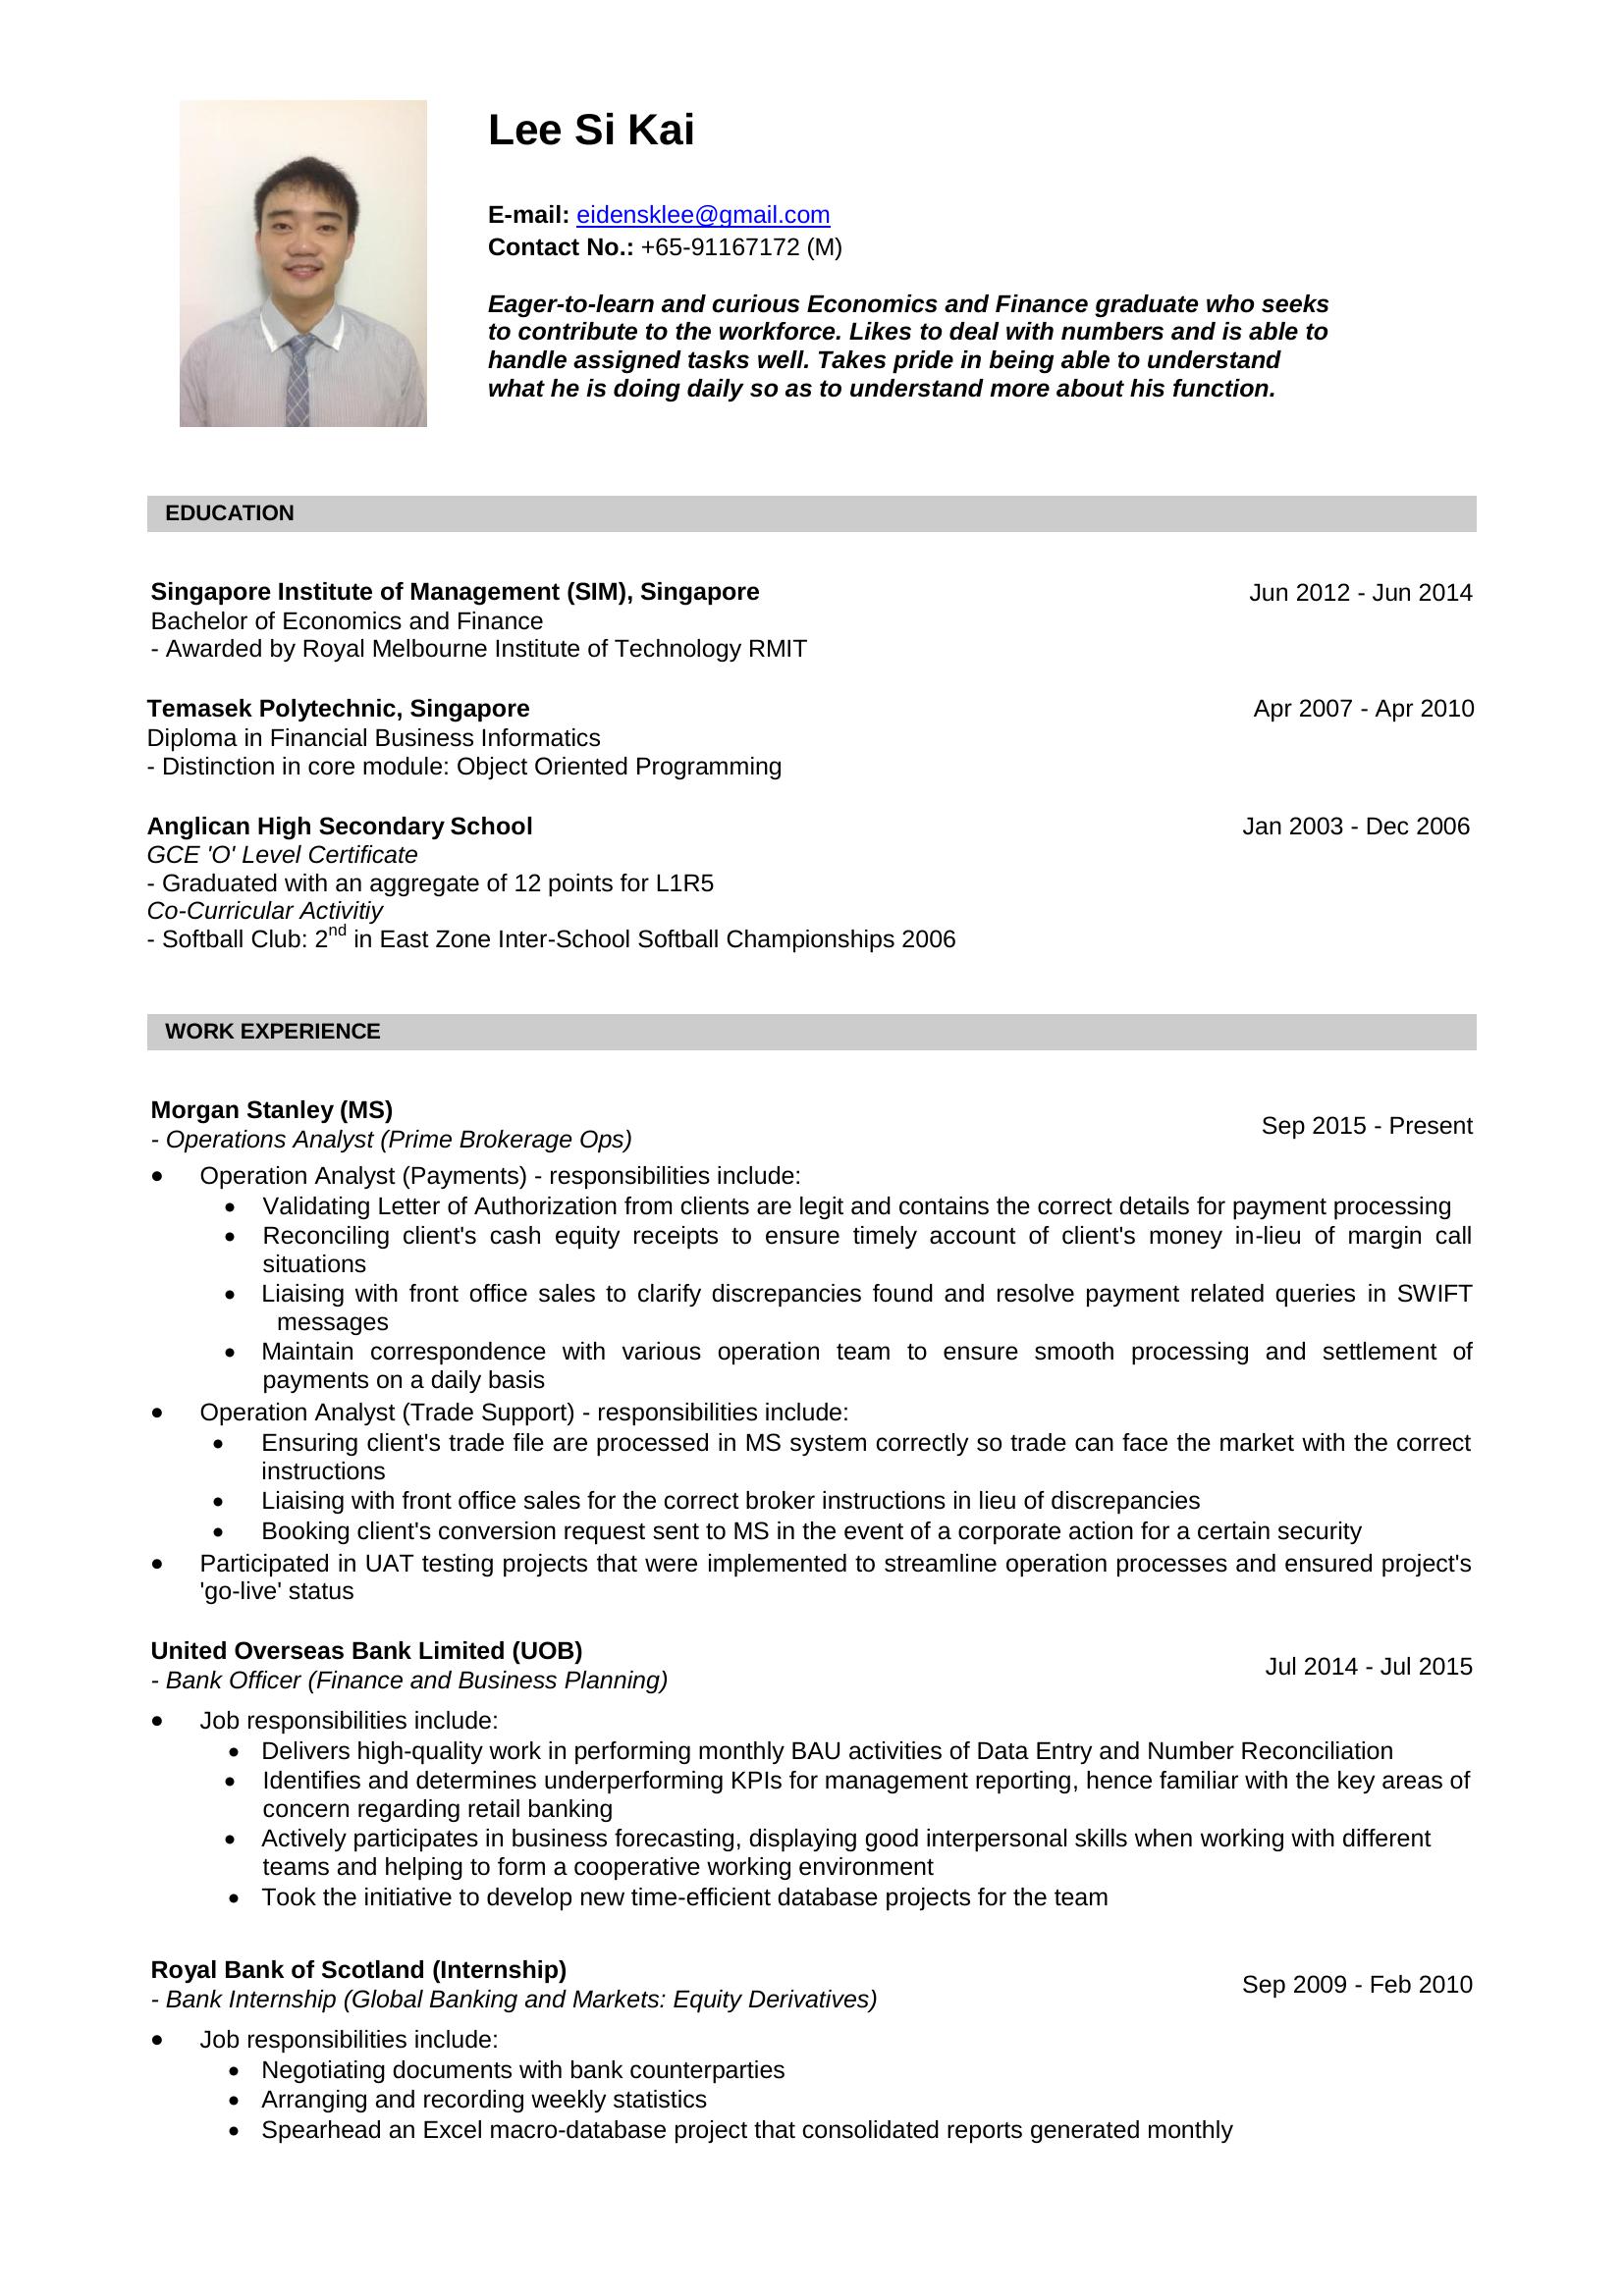 Lee Si Kai
E-mail: eidensklee@gmail.com
Contact No.: +65-91167172 (M)
Eager-to-learn and curious Economics and Finance graduate who seeks
to contribute to the workforce. Likes to deal with numbers and is able to
handle assigned tasks well. Takes pride in being able to understand
what he is doing daily so as to understand more about his function.
EDUCATION
Singapore Institute of Management (SIM), Singapore Jun 2012 - Jun 2014
Bachelor of Economics and Finance
- Awarded by Royal Melbourne Institute of Technology RMIT
Temasek Polytechnic, Singapore Apr 2007 - Apr 2010
Diploma in Financial Business Informatics
- Distinction in core module: Object Oriented Programming
Anglican High Secondary School Jan 2003 - Dec 2006
GCE 'O' Level Certificate
- Graduated with an aggregate of 12 points for L1R5
Co-Curricular Activitiy
- Softball Club: 2nd in East Zone Inter-School Softball Championships 2006
WORK EXPERIENCE
Morgan Stanley (MS)
Sep 2015 - Present
- Operations Analyst (Prime Brokerage Ops)
• Operation Analyst (Payments) - responsibilities include:
• Validating Letter of Authorization from clients are legit and contains the correct details for payment processing
• Reconciling client's cash equity receipts to ensure timely account of client's money in-lieu of margin call
situations
• Liaising with front office sales to clarify discrepancies found and resolve payment related queries in SWIFT
messages
• Maintain correspondence with various operation team to ensure smooth processing and settlement of
payments on a daily basis
• Operation Analyst (Trade Support) - responsibilities include:
• Ensuring client's trade file are processed in MS system correctly so trade can face the market with the correct
instructions
• Liaising with front office sales for the correct broker instructions in lieu of discrepancies
• Booking client's conversion request sent to MS in the event of a corporate action for a certain security
• Participated in UAT testing projects that were implemented to streamline operation processes and ensured project's
'go-live' status
United Overseas Bank Limited (UOB)
Jul 2014 - Jul 2015
- Bank Officer (Finance and Business Planning)
• Job responsibilities include:
• Delivers high-quality work in performing monthly BAU activities of Data Entry and Number Reconciliation
• Identifies and determines underperforming KPIs for management reporting, hence familiar with the key areas of
concern regarding retail banking
• Actively participates in business forecasting, displaying good interpersonal skills when working with different
teams and helping to form a cooperative working environment
• Took the initiative to develop new time-efficient database projects for the team
Royal Bank of Scotland (Internship)
Sep 2009 - Feb 2010
- Bank Internship (Global Banking and Markets: Equity Derivatives)
• Job responsibilities include:
• Negotiating documents with bank counterparties
• Arranging and recording weekly statistics
• Spearhead an Excel macro-database project that consolidated reports generated monthly